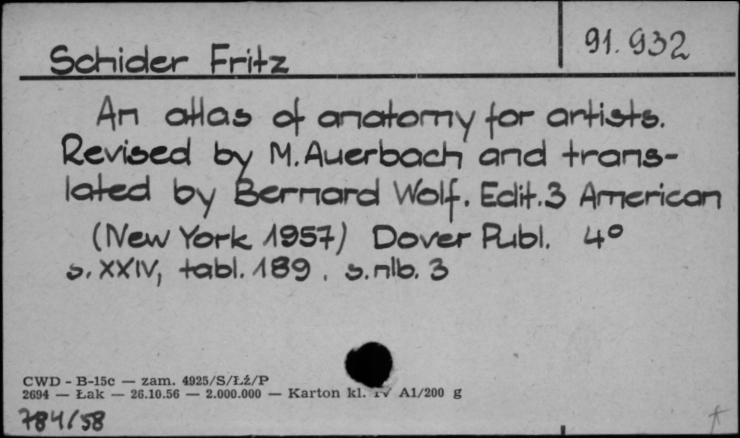 Schider Fritz
91.932
An atlas of anatomy for artists.
Revised by M. Auerbach and trans-
lated by Bernard Wolf. Edit. 3 American
(New York 1957) Dover Publ. 4°
s. XXIV, tabl. 189, s. nlb. 3
CWD - B-15c — zam. 4925/S/Łź/P
2694 — Łak — 26.10.56 — 2.000.000 — Karton kl. IV A1/200 g
784/58